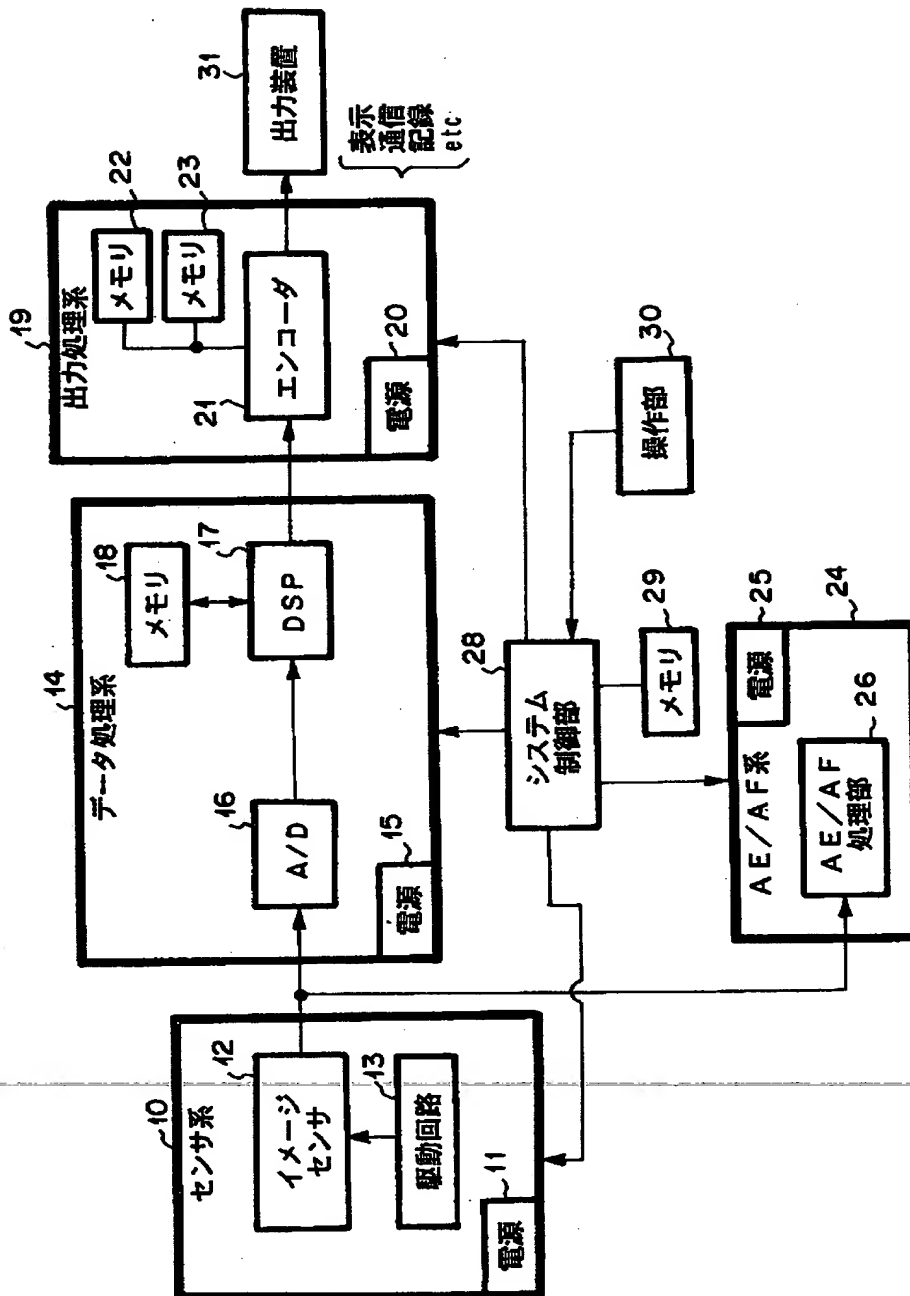 10
センサ系
12
イメージ
センサ
13
駆動回路
11
電源
14
データ処理系
16
A/D
15
電源
18
メモリ
17
DSP
19
出力処理系
22
メモリ
23
メモリ
21
エンコーダ
20
電源
31
出力装置
表示
通信
記録
etc
28
システム
制御部
29
メモリ
30
操作部
AE/AF系
25
電源
24
26
AE/AF
処理部